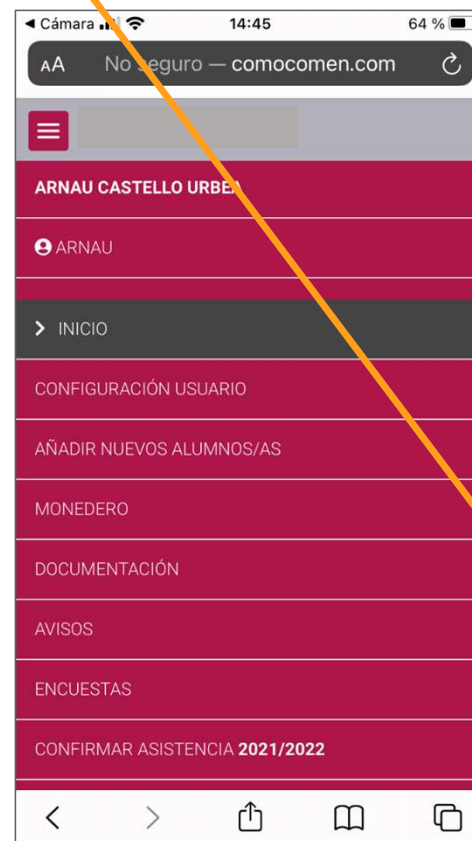 ◀ Cámara 14:45 64 %
AA No seguro — comocomen.com
ARNAU CASTELLO URBEA
ARNAU
> INICIO
CONFIGURACIÓN USUARIO
AÑADIR NUEVOS ALUMNOS/AS
MONEDERO
DOCUMENTACIÓN
AVISOS
ENCUESTAS
CONFIRMAR ASISTENCIA 2021/2022